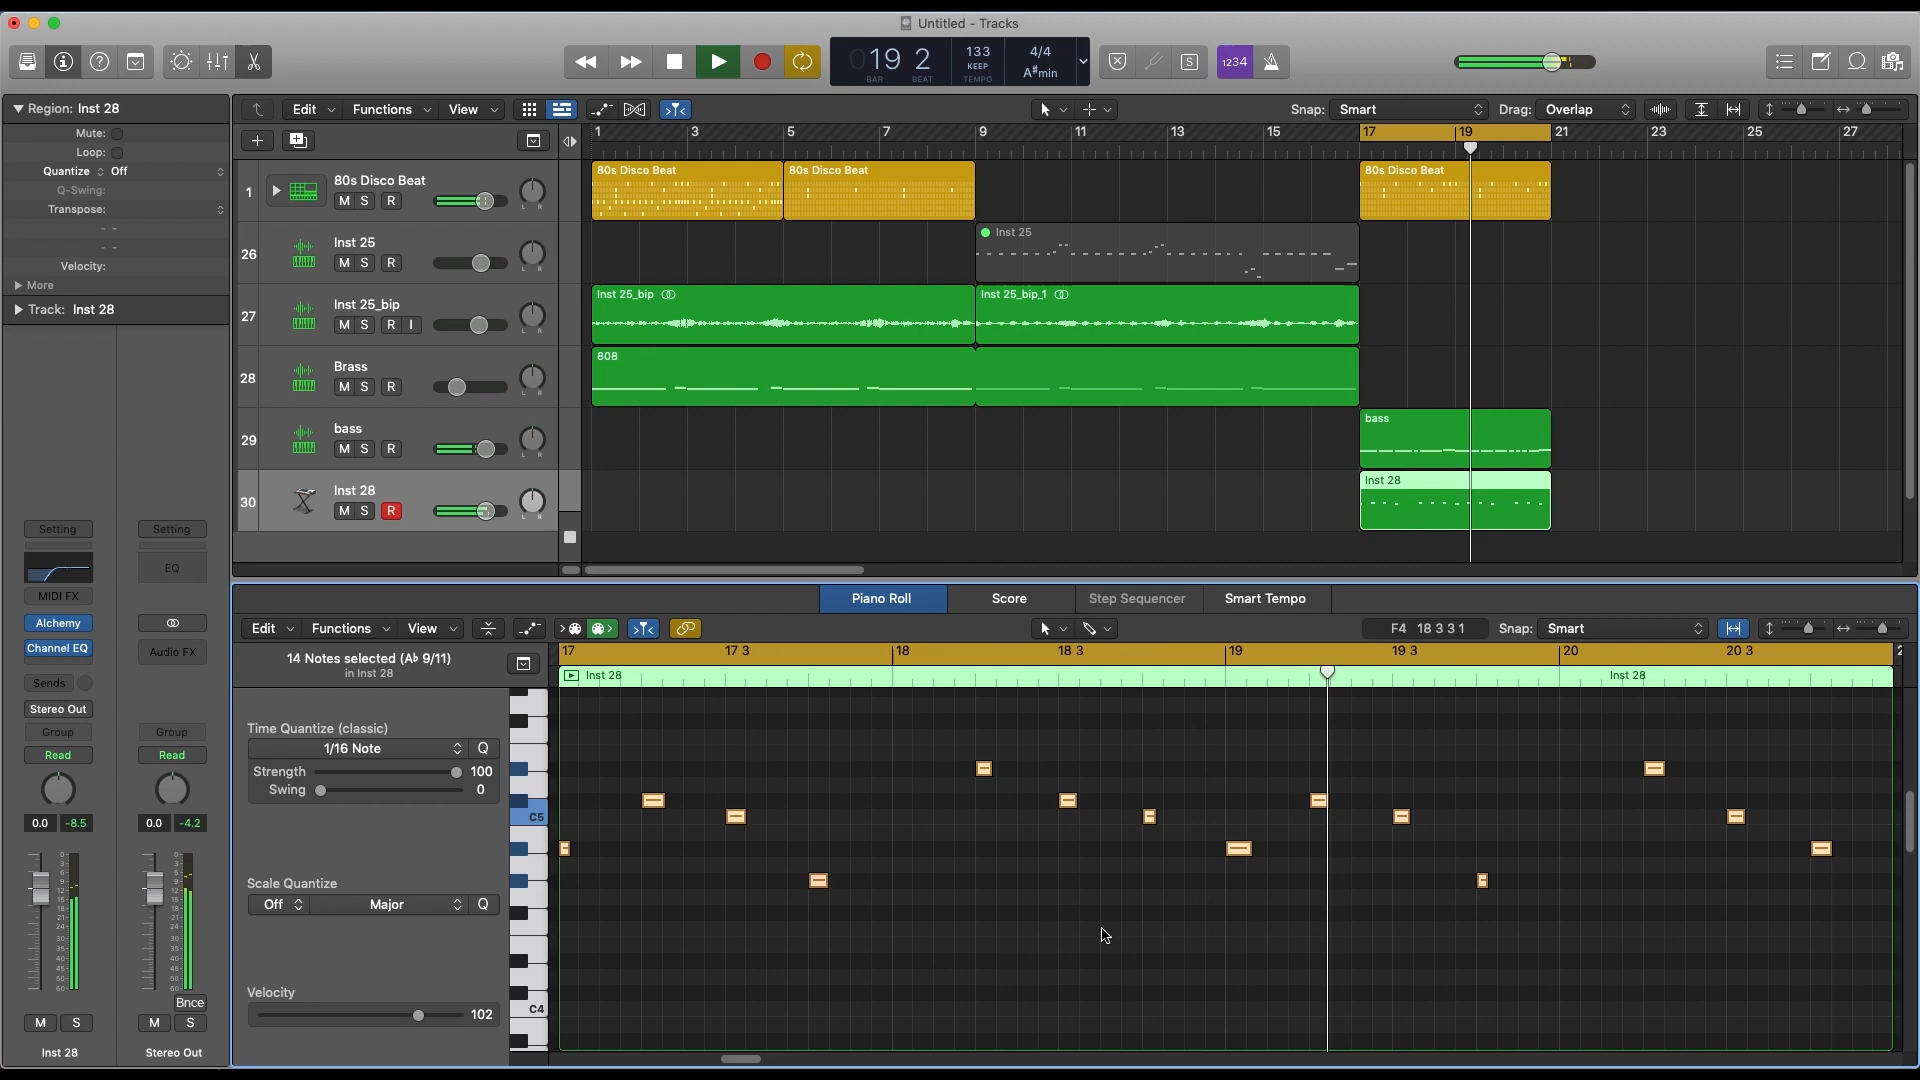 Untitled - Tracks
019 2
BAR BEAT
133
KEEP
TEMPO
4/4
A#min
S
1234
Region: Inst 28
Mute:
Loop:
Quantize Off
Q-Swing:
Transpose:
- -
- -
Velocity:
More
Track: Inst 28
Edit Functions View
Snap: Smart
Drag: Overlap
1 3 5 7 9 11 13 15 17 19 21 23 25 27
1 80s Disco Beat
M S R
L R
80s Disco Beat
80s Disco Beat
80s Disco Beat
26 Inst 25
M S R
L R
Inst 25
27 Inst 25_bip
M S R I
L R
Inst 25_bip
Inst 25_bip_1
28 Brass
M S R
L R
808
29 bass
M S R
L R
bass
30 Inst 28
M S R
L R
Inst 28
Setting
MIDI FX
Alchemy
Channel EQ
Sends
Stereo Out
Group
Read
0.0 -8.5
M S
Inst 28
Setting
EQ
Audio FX
Group
Read
0.0 -4.2
Bnce
M S
Stereo Out
Piano Roll Score Step Sequencer Smart Tempo
Edit Functions View
F4 18 3 3 1
Snap: Smart
14 Notes selected (A♭ 9/11)
in Inst 28
17 17 3 18 18 3 19 19 3 20 20 3
Inst 28
Inst 28
Time Quantize (classic)
1/16 Note Q
Strength 100
Swing 0
Scale Quantize
Off Major Q
Velocity
102
C5
C4